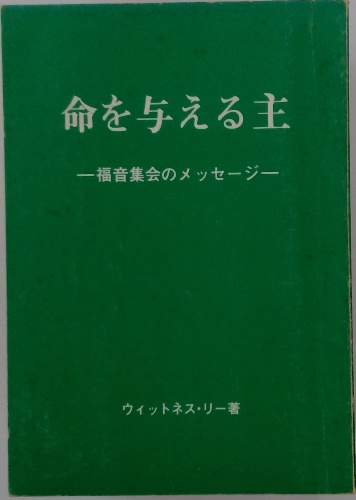 命を与える主
―福音集会のメッセージ―
ウィットネス・リー著